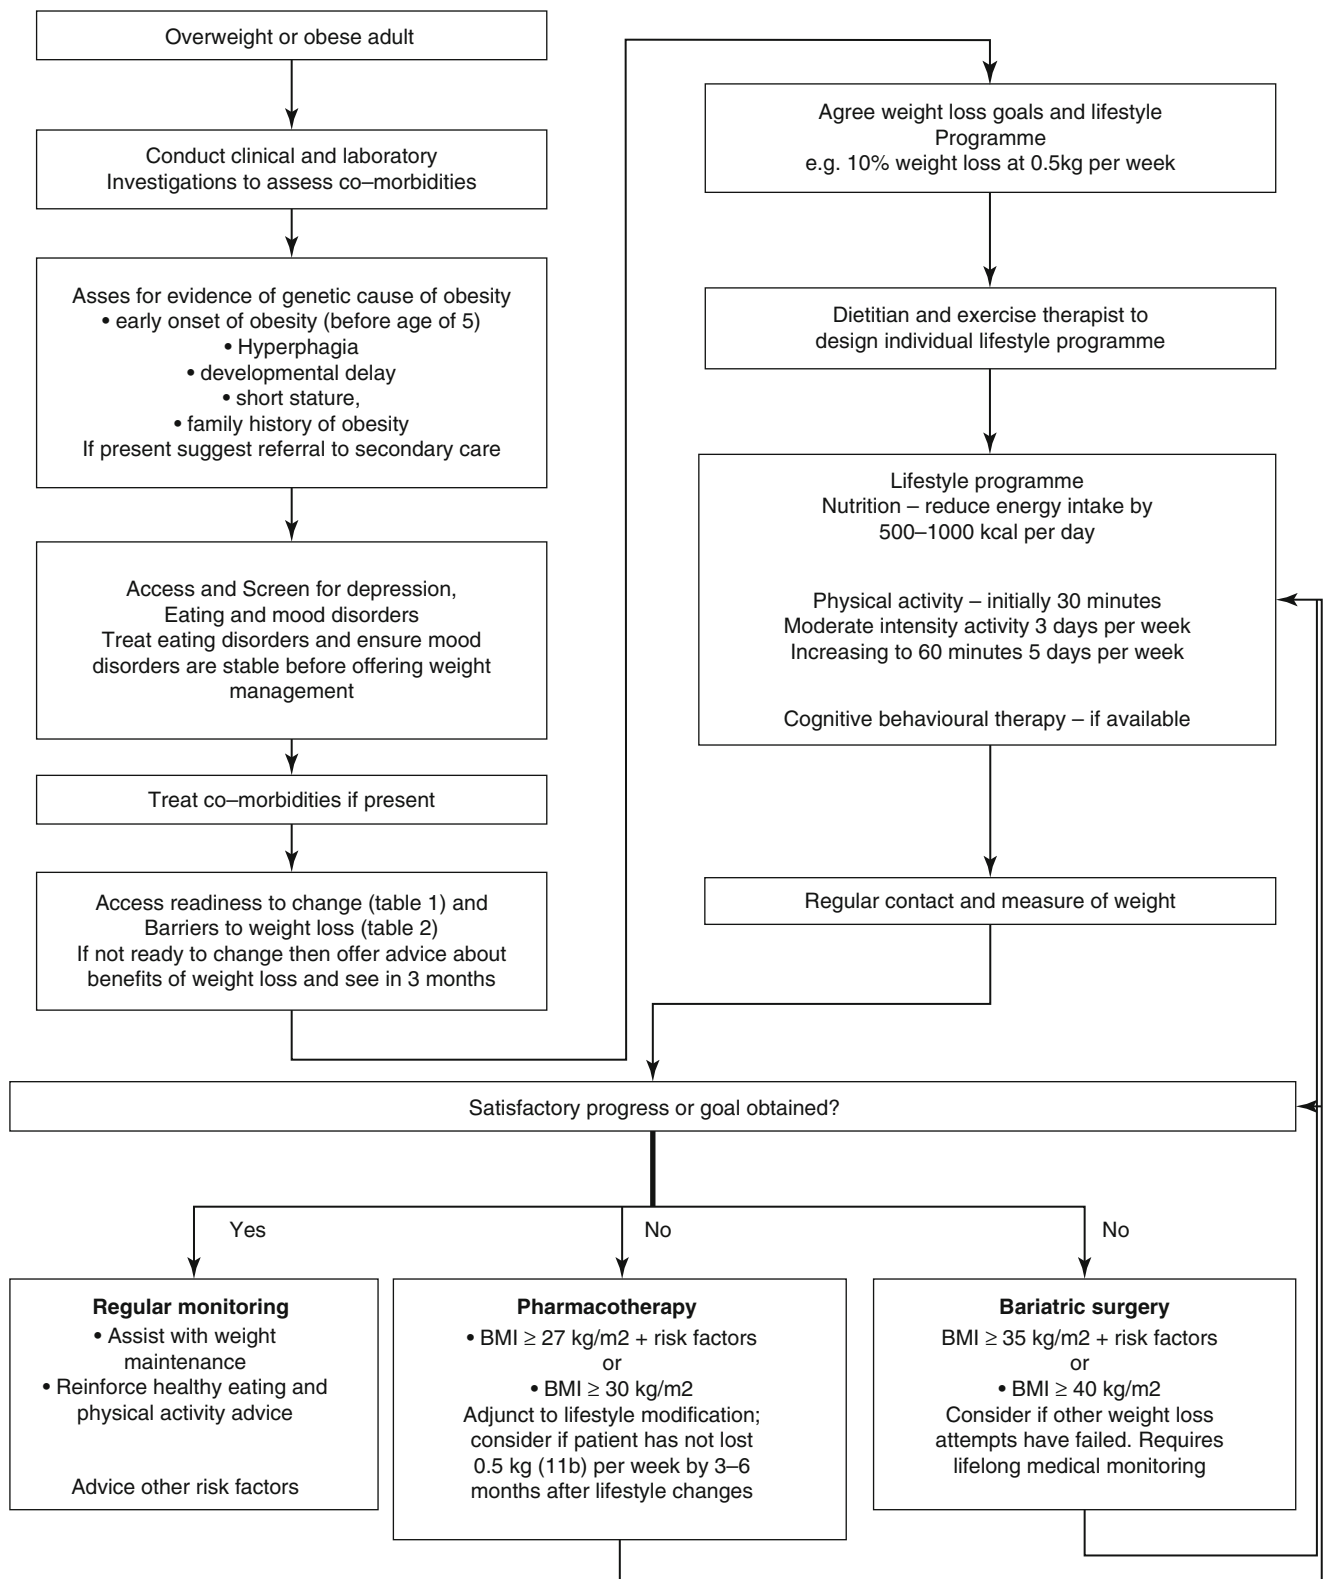 Overweight or obese adult
Conduct clinical and laboratory
Investigations to assess co–morbidities
Asses for evidence of genetic cause of obesity
• early onset of obesity (before age of 5)
• Hyperphagia
• developmental delay
• short stature,
• family history of obesity
If present suggest referral to secondary care
Access and Screen for depression,
Eating and mood disorders
Treat eating disorders and ensure mood
disorders are stable before offering weight
management
Treat co–morbidities if present
Access readiness to change (table 1) and
Barriers to weight loss (table 2)
If not ready to change then offer advice about
benefits of weight loss and see in 3 months
Agree weight loss goals and lifestyle
Programme
e.g. 10% weight loss at 0.5kg per week
Dietitian and exercise therapist to
design individual lifestyle programme
Lifestyle programme
Nutrition – reduce energy intake by
500–1000 kcal per day
Physical activity – initially 30 minutes
Moderate intensity activity 3 days per week
Increasing to 60 minutes 5 days per week
Cognitive behavioural therapy – if available
Regular contact and measure of weight
Satisfactory progress or goal obtained?
Yes
No
No
Regular monitoring
• Assist with weight
maintenance
• Reinforce healthy eating and
physical activity advice
Advice other risk factors
Pharmacotherapy
• BMI ≥ 27 kg/m2 + risk factors
or
• BMI ≥ 30 kg/m2
Adjunct to lifestyle modification;
consider if patient has not lost
0.5 kg (11b) per week by 3–6
months after lifestyle changes
Bariatric surgery
BMI ≥ 35 kg/m2 + risk factors
or
• BMI ≥ 40 kg/m2
Consider if other weight loss
attempts have failed. Requires
lifelong medical monitoring